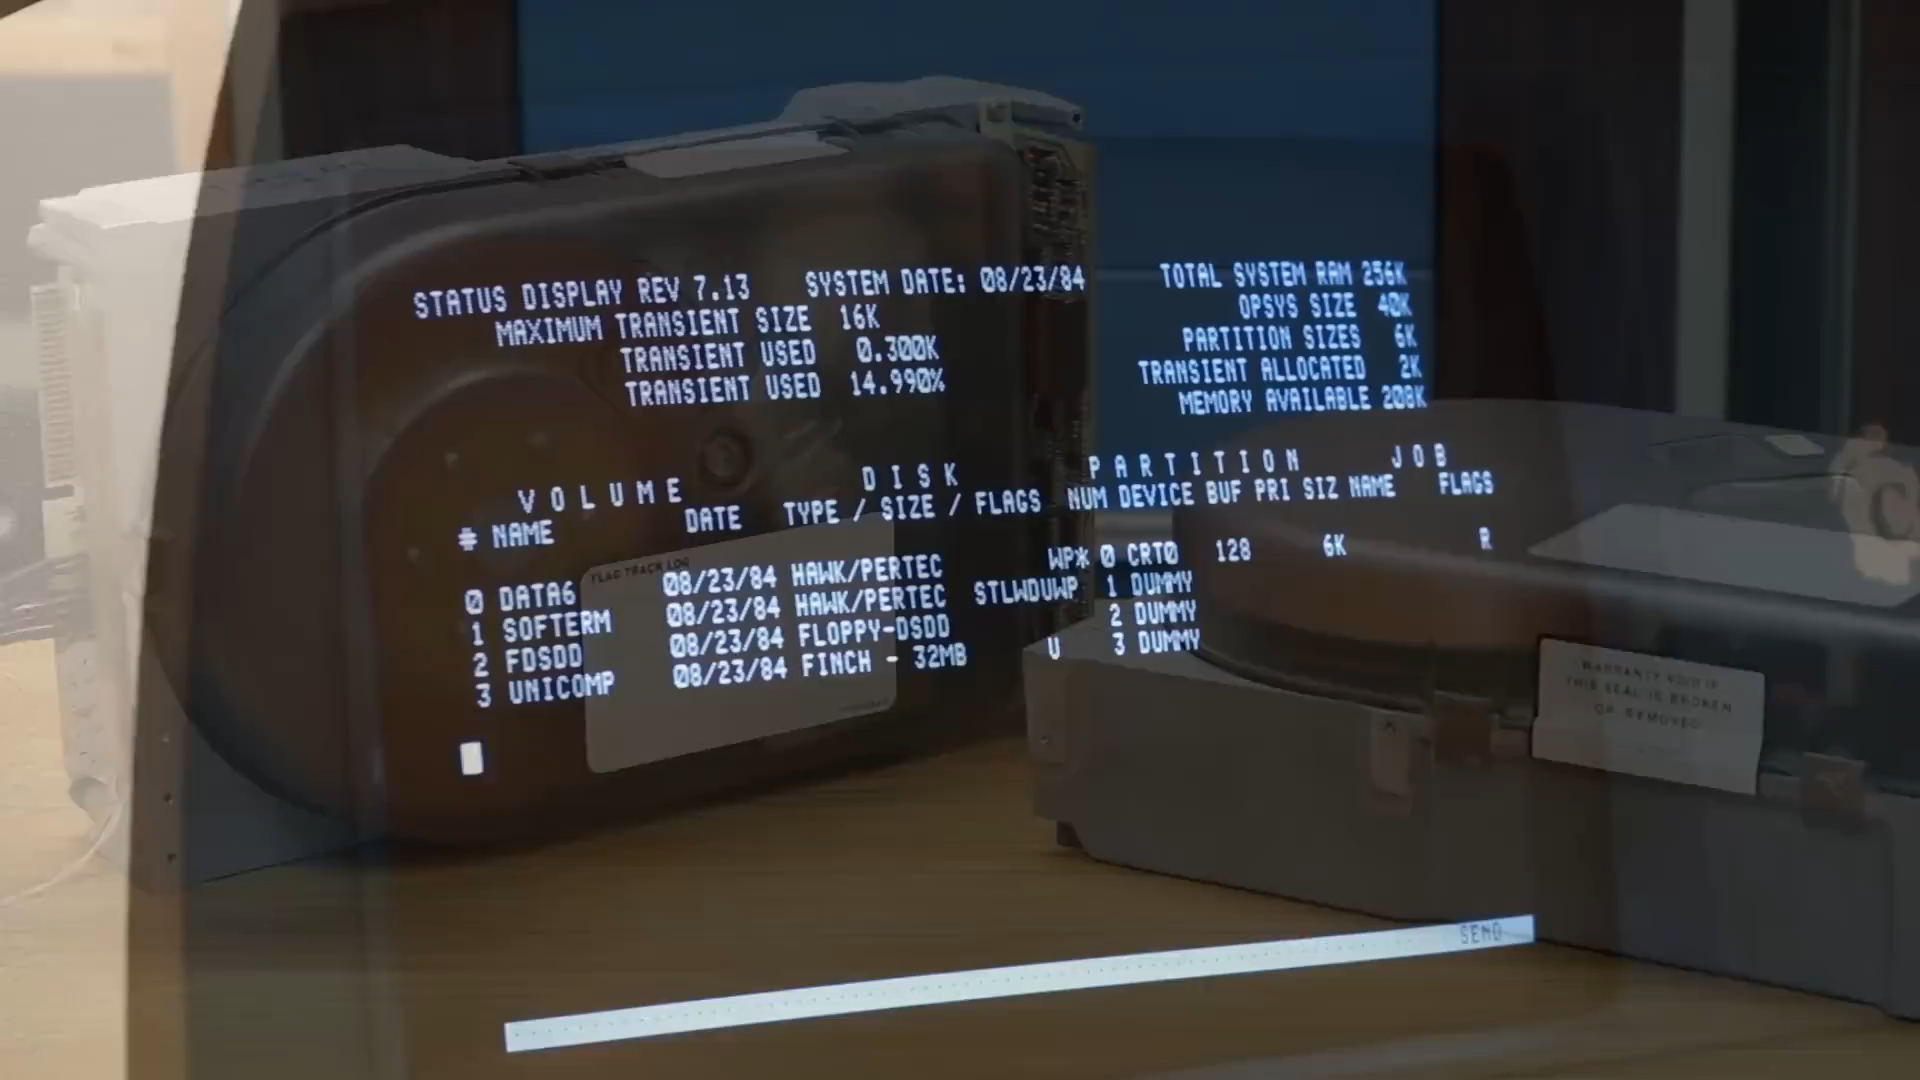 STATUS DISPLAY REV 7.13 SYSTEM DATE: 08/23/84 TOTAL SYSTEM RAM 256K
MAXIMUM TRANSIENT SIZE 16K OPSYS SIZE 40K
TRANSIENT USED 0.300K PARTITION SIZES 6K
TRANSIENT USED 14.990% TRANSIENT ALLOCATED 2K
MEMORY AVAILABLE 208K
V O L U M E D I S K P A R T I T I O N J O B
# NAME DATE TYPE / SIZE / FLAGS NUM DEVICE BUF PRI SIZ NAME FLAGS
0 DATA6 08/23/84 HAWK/PERTEC WP* 0 CRT0 128 6K R
1 SOFTERM 08/23/84 HAWK/PERTEC STLWDUWP 1 DUMMY
2 FDSDD 08/23/84 FLOPPY-DSDD 2 DUMMY
3 UNICOMP 08/23/84 FINCH - 32MB U 3 DUMMY
SEND
FLAG TRACK LOG
WARRANTY VOID IF
THIS SEAL IS BROKEN
OR REMOVED